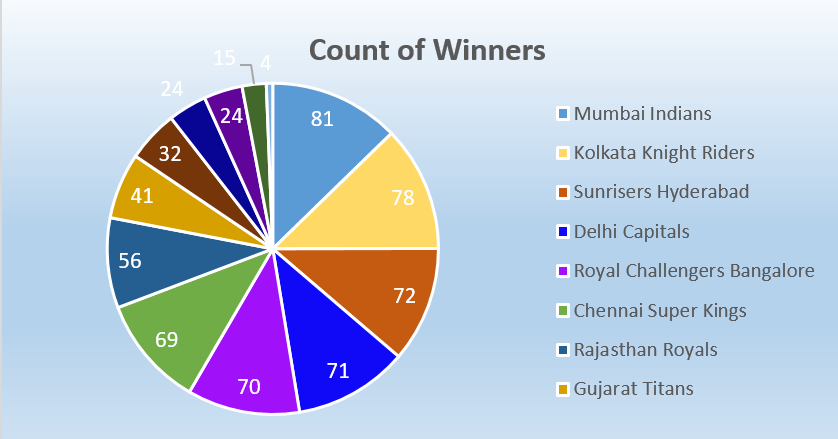 Count of Winners
15
4
24
24
81
32
78
41
56
72
69
71
70
Mumbai Indians
Kolkata Knight Riders
Sunrisers Hyderabad
Delhi Capitals
Royal Challengers Bangalore
Chennai Super Kings
Rajasthan Royals
Gujarat Titans